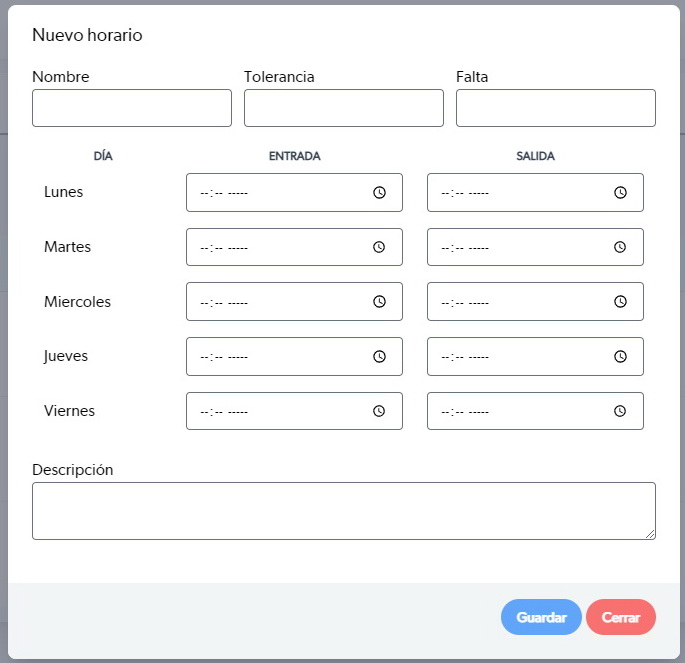 Nuevo horario
Nombre Tolerancia Falta
DÍA ENTRADA SALIDA
Lunes --:-- ----- --:-- -----
Martes --:-- ----- --:-- -----
Miercoles --:-- ----- --:-- -----
Jueves --:-- ----- --:-- -----
Viernes --:-- ----- --:-- -----
Descripción
Guardar Cerrar